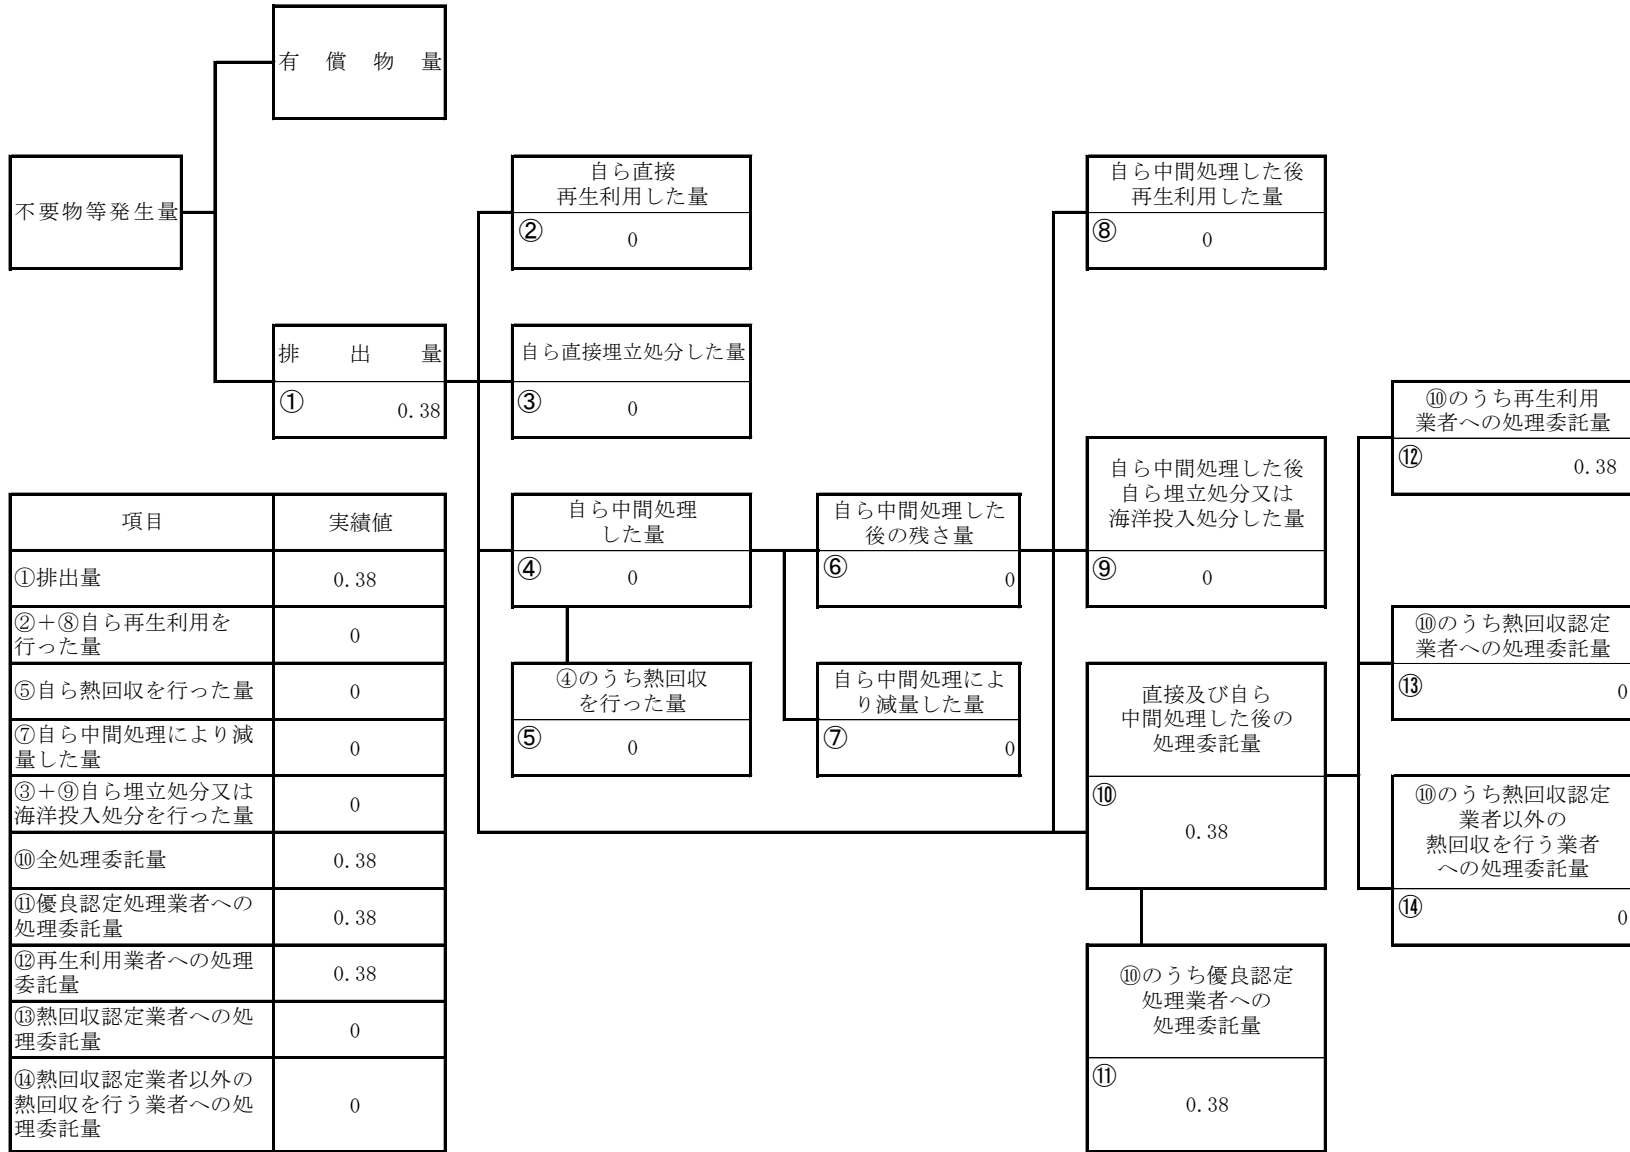 有償物量
不要物等発生量
排出量
① 0.38
自ら直接
再生利用した量
② 0
自ら直接埋立処分した量
③ 0
自ら中間処理
した量
④ 0
④のうち熱回収
を行った量
⑤ 0
自ら中間処理した
後の残さ量
⑥ 0
自ら中間処理によ
り減量した量
⑦ 0
自ら中間処理した後
再生利用した量
⑧ 0
自ら中間処理した後
自ら埋立処分又は
海洋投入処分した量
⑨ 0
直接及び自ら
中間処理した後の
処理委託量
⑩
0.38
⑩のうち優良認定
処理業者への
処理委託量
⑪
0.38
⑩のうち再生利用
業者への処理委託量
⑫ 0.38
⑩のうち熱回収認定
業者への処理委託量
⑬ 0
⑩のうち熱回収認定
業者以外の
熱回収を行う業者
への処理委託量
⑭ 0
項目 実績値
①排出量 0.38
②+⑧自ら再生利用を
行った量 0
⑤自ら熱回収を行った量 0
⑦自ら中間処理により減
量した量 0
③+⑨自ら埋立処分又は
海洋投入処分を行った量 0
⑩全処理委託量 0.38
⑪優良認定処理業者への
処理委託量 0.38
⑫再生利用業者への処理
委託量 0.38
⑬熱回収認定業者への処
理委託量 0
⑭熱回収認定業者以外の
熱回収を行う業者への処
理委託量 0